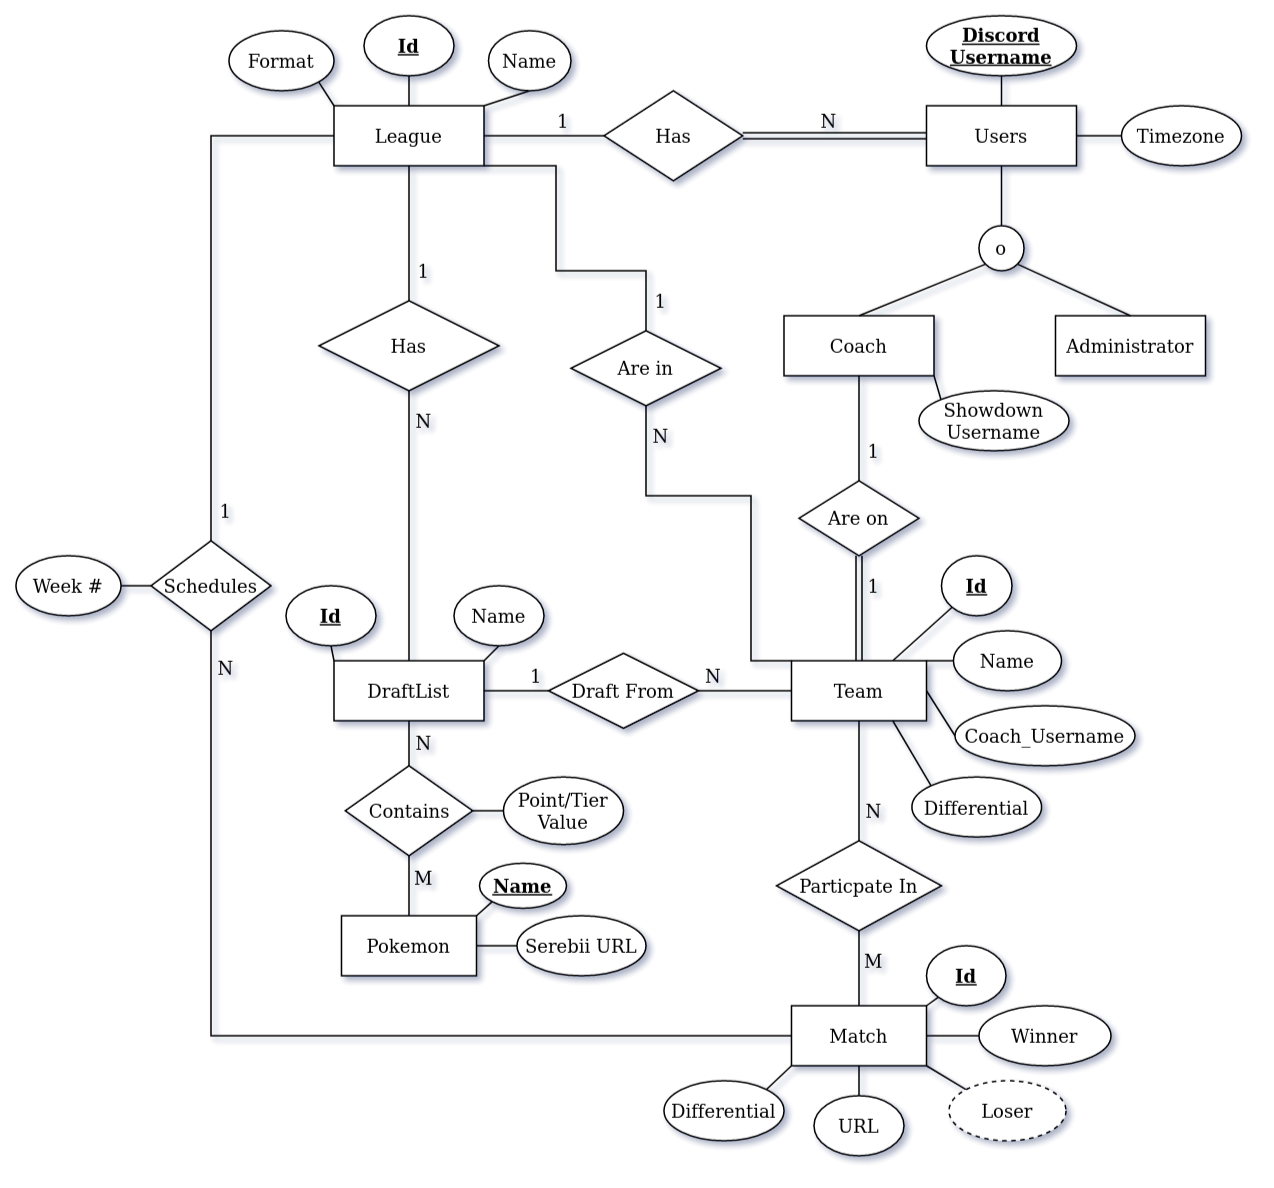 Format
Id
Name
Discord
Username
League
1
Has
N
Users
Timezone
o
1
Has
N
1
Are in
N
Coach
Administrator
Showdown
Username
1
Are on
1
1
Week #
Schedules
N
Id
Name
Id
Name
DraftList
1
Draft From
N
Team
Coach_Username
Differential
N
Contains
Point/Tier
Value
M
Name
Pokemon
Serebii URL
N
Particpate In
M
Id
Match
Winner
Differential
URL
Loser